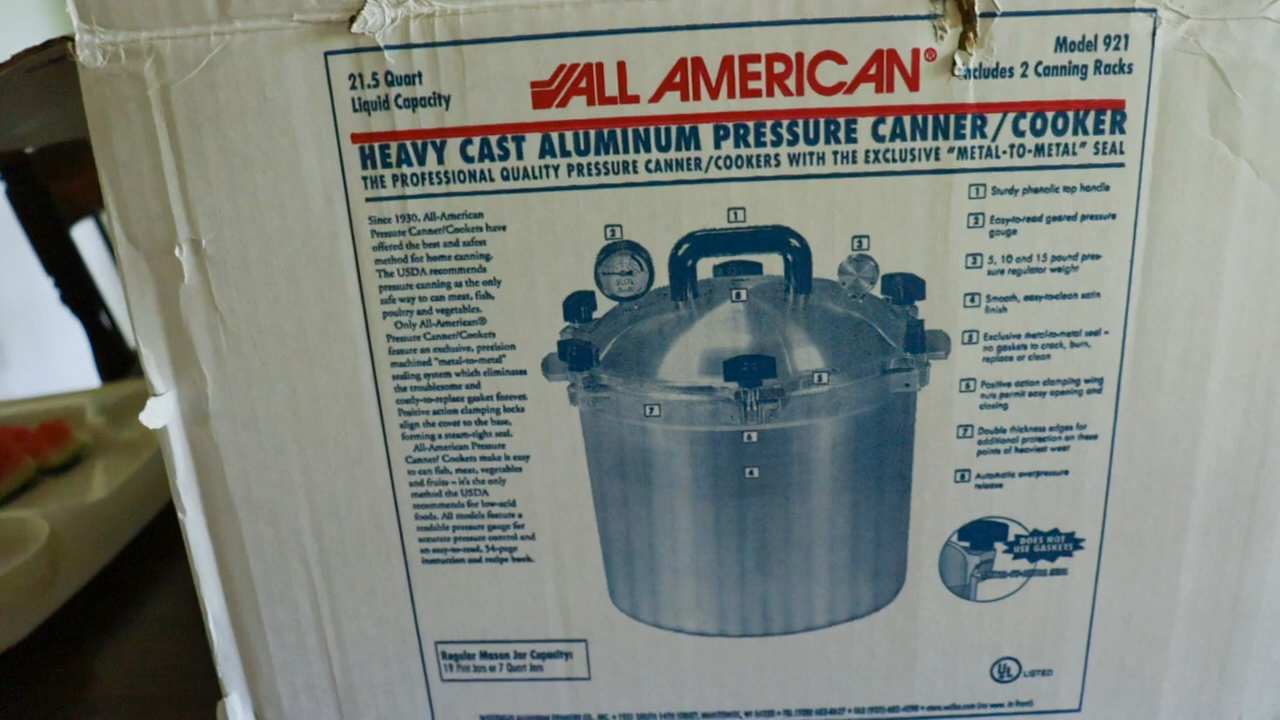 21.5 Quart
Liquid Capacity
ALL AMERICAN®
Model 921
Includes 2 Canning Racks
HEAVY CAST ALUMINUM PRESSURE CANNER/COOKER
THE PROFESSIONAL QUALITY PRESSURE CANNER/COOKERS WITH THE EXCLUSIVE "METAL-TO-METAL" SEAL
Since 1930, All-American
Pressure Canner/Cookers have
offered the best and safest
method for home canning.
The USDA recommends
pressure canning as the only
safe way to can meat, fish,
poultry and vegetables.
Only All-American®
Pressure Canner/Cookers
feature an exclusive, precision
machined "metal-to-metal"
sealing system which eliminates
the troublesome and
costly-to-replace gasket forever.
Positive action clamping locks
align the cover to the base,
forming a steam-tight seal.
All-American Pressure
Canner/ Cookers make it easy
to can fish, meat, vegetables
and fruits – it's the only
method the USDA
recommends for low-acid
foods. All models feature a
readable pressure gauge for
accurate pressure control and
an easy-to-read, 54-page
instruction and recipe book.
1
2
3
8
5
7
6
4
1 Sturdy phenolic top handle
2 Easy-to-read geared pressure
gauge
3 5, 10 and 15 pound pres-
sure regulator weight
4 Smooth, easy-to-clean satin
finish
5 Exclusive metal-to-metal seal –
no gaskets to crack, burn,
replace or clean
6 Positive action clamping wing
nuts permit easy opening and
closing
7 Double thickness edges for
additional protection on these
points of heaviest wear
8 Automatic overpressure
release
DOES NOT
USE GASKETS
Regular Mason Jar Capacity:
19 Pint Jars or 7 Quart Jars
UL LISTED